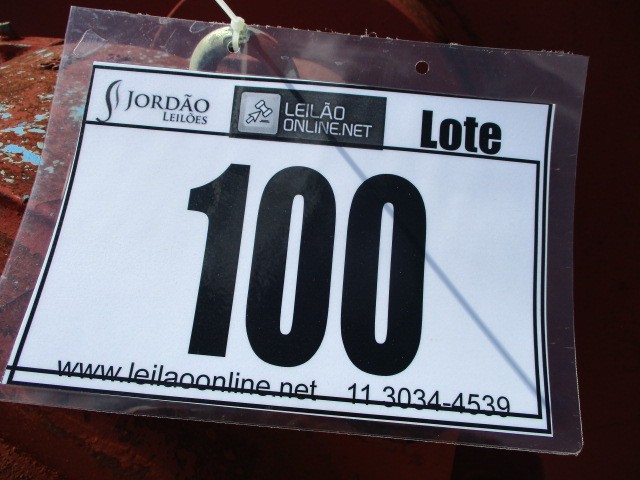 JORDÃO
LEILÕES
LEILÃO
ONLINE.NET
Lote
100
www.leilaoonline.net 11 3034-4539